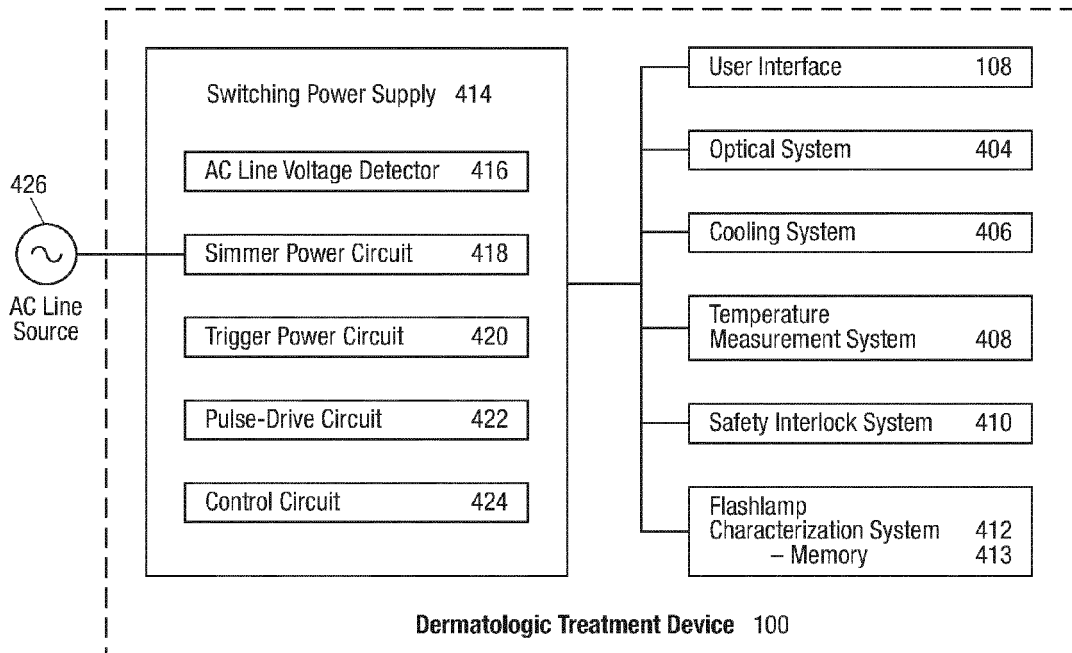 Switching Power Supply 414
AC Line Voltage Detector 416
Simmer Power Circuit 418
Trigger Power Circuit 420
Pulse-Drive Circuit 422
Control Circuit 424
426
AC Line
Source
User Interface 108
Optical System 404
Cooling System 406
Temperature
Measurement System 408
Safety Interlock System 410
Flashlamp
Characterization System 412
– Memory 413
Dermatologic Treatment Device 100